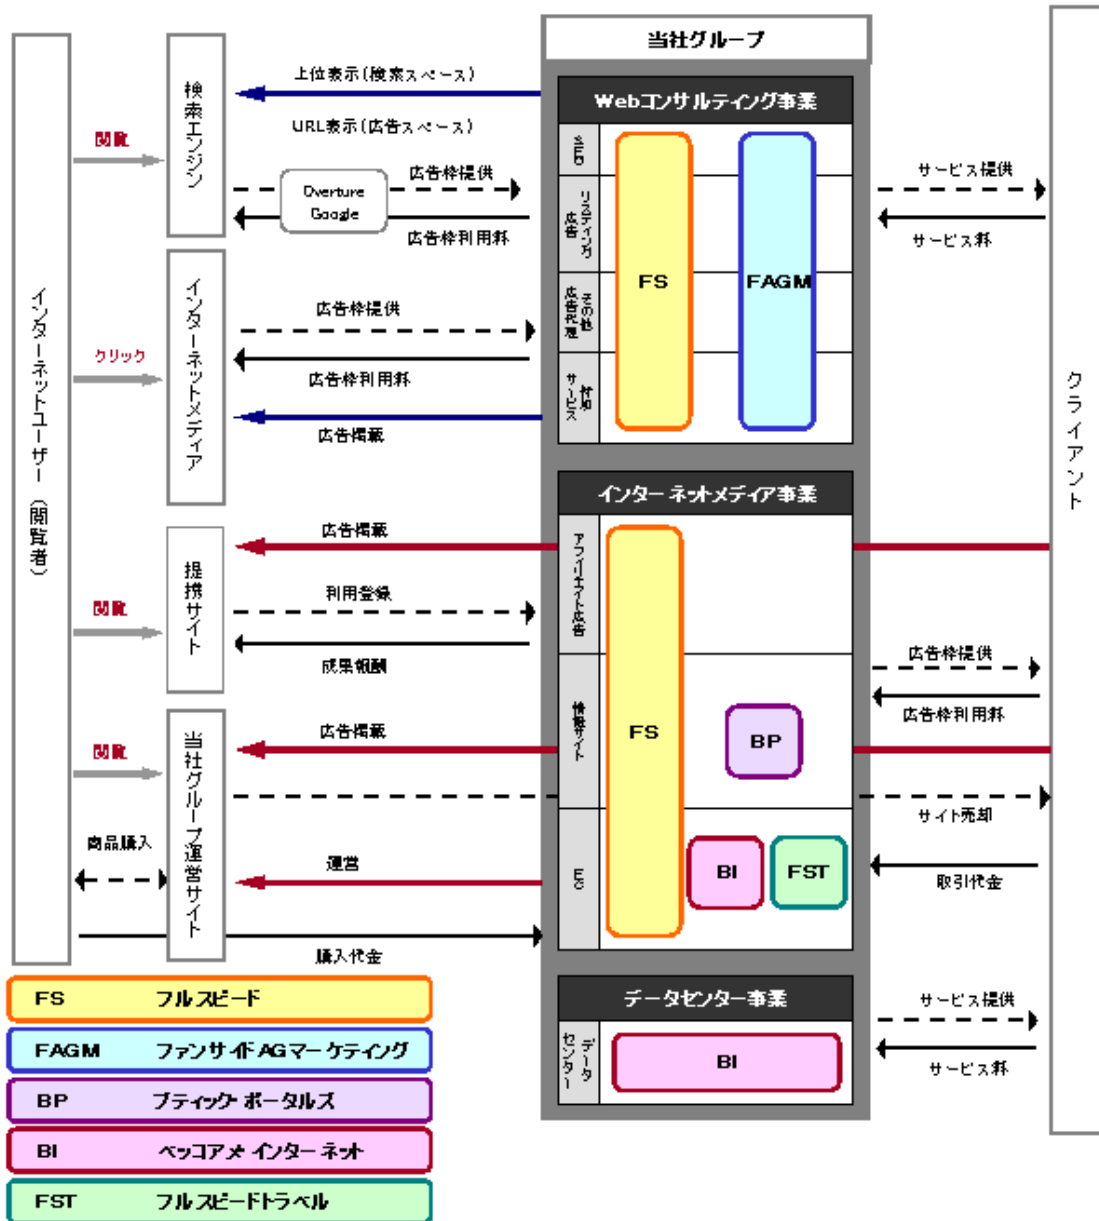 当社グループ
インターネットユーザー（閲覧者）
検索エンジン
閲覧
上位表示(検索スペース)
URL表示(広告スペース)
広告枠提供
Overture
Google
広告枠利用料
Webコンサルティング事業
SEO
リスティング
広告
その他
広告代理
付加
サービス
FS
FAGM
サービス提供
サービス料
クライアント
クリック
インターネットメディア
広告枠提供
広告枠利用料
広告掲載
インターネットメディア事業
アフィリエイト広告
情報サイト
EC
FS
BP
BI
FST
閲覧
提携サイト
広告掲載
利用登録
成果報酬
広告枠提供
広告枠利用料
閲覧
当社グループ運営サイト
広告掲載
サイト売却
商品購入
運営
取引代金
購入代金
データセンター事業
データ
センター
BI
サービス提供
サービス料
FS フルスピード
FAGM ファンサイドAGマーケティング
BP ブティック・ポータルズ
BI ベッコアメ・インターネット
FST フルスピードトラベル